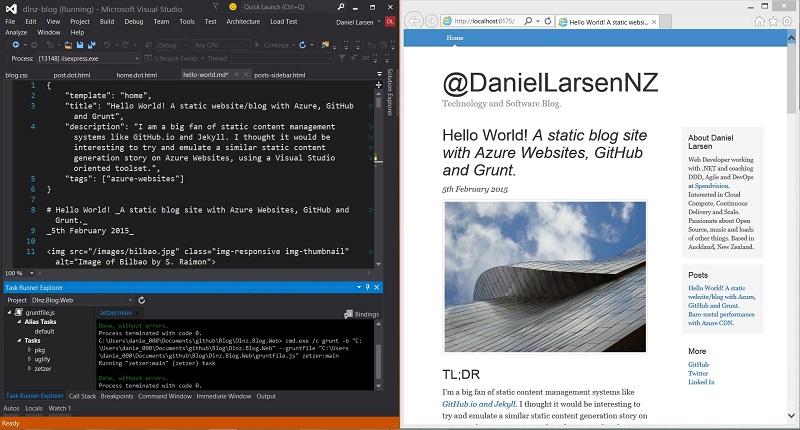 dlnz-blog (Running) - Microsoft Visual Studio
Quick Launch (Ctrl+Q)
File Edit View Project Build Debug Team Tools Test Architecture Load Test
Daniel Larsen
DL
Analyze Window Help
Debug Any CPU
Process: [13148] iisexpress.exe Lifecycle Events Thread:
blog.css post.dot.html home.dot.html hello-world.md* posts-sidebar.html
Solution Explorer
1 {
2 "template": "home",
3 "title": "Hello World! A static website/blog with Azure, GitHub
and Grunt",
4 "description": "I am a big fan of static content management
systems like GitHub.io and Jekyll. I thought it would be
interesting to try and emulate a similar static content
generation story on Azure Websites, using a Visual Studio
oriented toolset.",
5 "tags": ["azure-websites"]
6 }
7
8 # Hello World! _A static blog site with Azure Websites, GitHub and
Grunt._
9 _5th February 2015_
10
11 <img src="/images/bilbao.jpg" class="img-responsive img-thumbnail"
alt="Image of Bilbao by S. Raimon">
100 %
Task Runner Explorer
Project Dlnz.Blog.Web
gruntfile.js
Alias Tasks
default
Tasks
pkg
uglify
zetzer
zetzer:main
Bindings
Done, without errors.
Process terminated with code 0.
C:\Users\danie_000\Documents\github\Blog\Dlnz.Blog.Web> cmd.exe /c grunt -b "C:
\Users\danie_000\Documents\github\Blog\Dlnz.Blog.Web" --gruntfile "C:\Users
\danie_000\Documents\github\Blog\Dlnz.Blog.Web\gruntfile.js" zetzer:main
Running "zetzer:main" (zetzer) task
Done, without errors.
Process terminated with code 0.
Task Runner Explorer Call Stack Breakpoints Command Window Immediate Window Output
Autos Locals Watch 1
Ready
http://localhost:8175/
Hello World! A static websi...
Home
@DanielLarsenNZ
Technology and Software Blog.
Hello World! A static blog site
with Azure Websites, GitHub
and Grunt.
5th February 2015
TL;DR
I'm a big fan of static content management systems like
GitHub.io and Jekyll. I thought it would be interesting to
try and emulate a similar static content generation story on
About Daniel
Larsen
Web Developer working
with .NET and coaching
DDD, Agile and DevOps
at Spendvision.
Interested in Cloud
Compute, Continuous
Delivery and Scale.
Passionate about Open
Source, music and loads
of other things. Based in
Auckland, New Zealand.
Posts
Hello World! A static
website/blog with Azure,
GitHub and Grunt.
Bare-metal performance
with Azure CDN.
More
GitHub
Twitter
Linked In